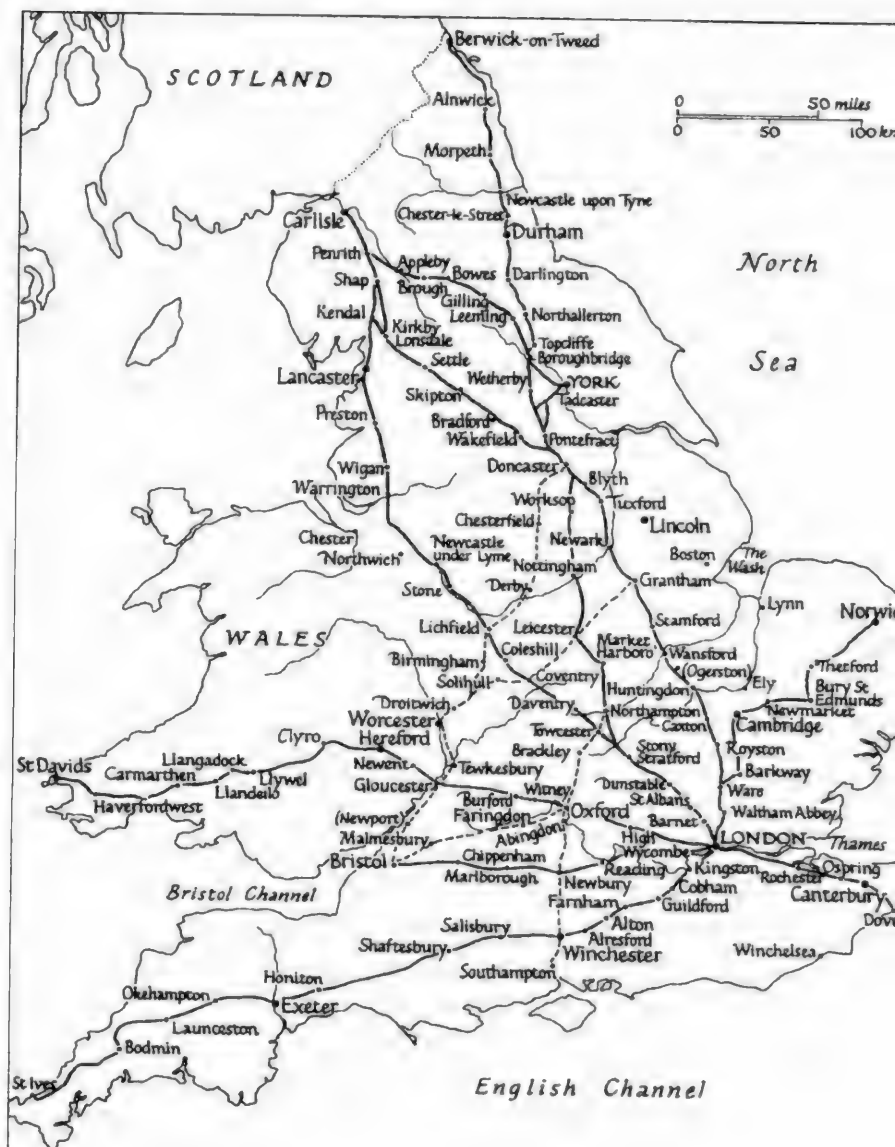 Berwick-on-Tweed
SCOTLAND
0 50 miles
0 50 100 km
Alnwick
Morpeth
Newcastle upon Tyne
Chester-le-Street
Carlisle
Durham
Penrith
Appleby
Bowes
Darlington
North
Shap
Brough
Gilling
Kendal
Leeming
Northallerton
Kirkby
Lonsdale
Topcliffe
Boroughbridge
Sea
Settle
Wetherby
YORK
Lancaster
Skipton
Tadcaster
Preston
Bradford
Wakefield
Pontefract
Wigan
Doncaster
Blyth
Warrington
Worksop
Tuxford
Chesterfield
Lincoln
Chester
Newcastle
under Lyme
Newark
Northwich
Boston
The
Wash
Nottingham
Grantham
Stone
Derby
Lynn
Norwic
Stamford
WALES
Lichfield
Leicester
Market
Harboro
Wansford
(Ogerston)
Thetford
Birmingham
Coleshill
Ely
Bury St
Edmunds
Solihull
Coventry
Huntingdon
Newmarket
Droitwich
Daventry
Northampton
Cambridge
Worcester
Towcester
Caxton
Clyro
Hereford
Brackley
Stony
Stratford
Royston
St Davids
Llangadock
Newent
Tewkesbury
Barkway
Carmarthen
Llywel
Gloucester
Witney
Dunstable
Ware
Haverfordwest
Llandeilo
Burford
St Albans
Faringdon
Oxford
Waltham Abbey
(Newport)
Abingdon
Barnet
Malmesbury
High
Wycombe
LONDON
Thames
Bristol
Chippenham
Kingston
Ospring
Marlborough
Reading
Rochester
Bristol Channel
Newbury
Cobham
Canterbury
Farnham
Guildford
Dove
Salisbury
Alton
Shaftesbury
Alresford
Winchester
Winchelsea
Southampton
Honiton
Okehampton
Exeter
Launceston
Bodmin
St Ives
English Channel